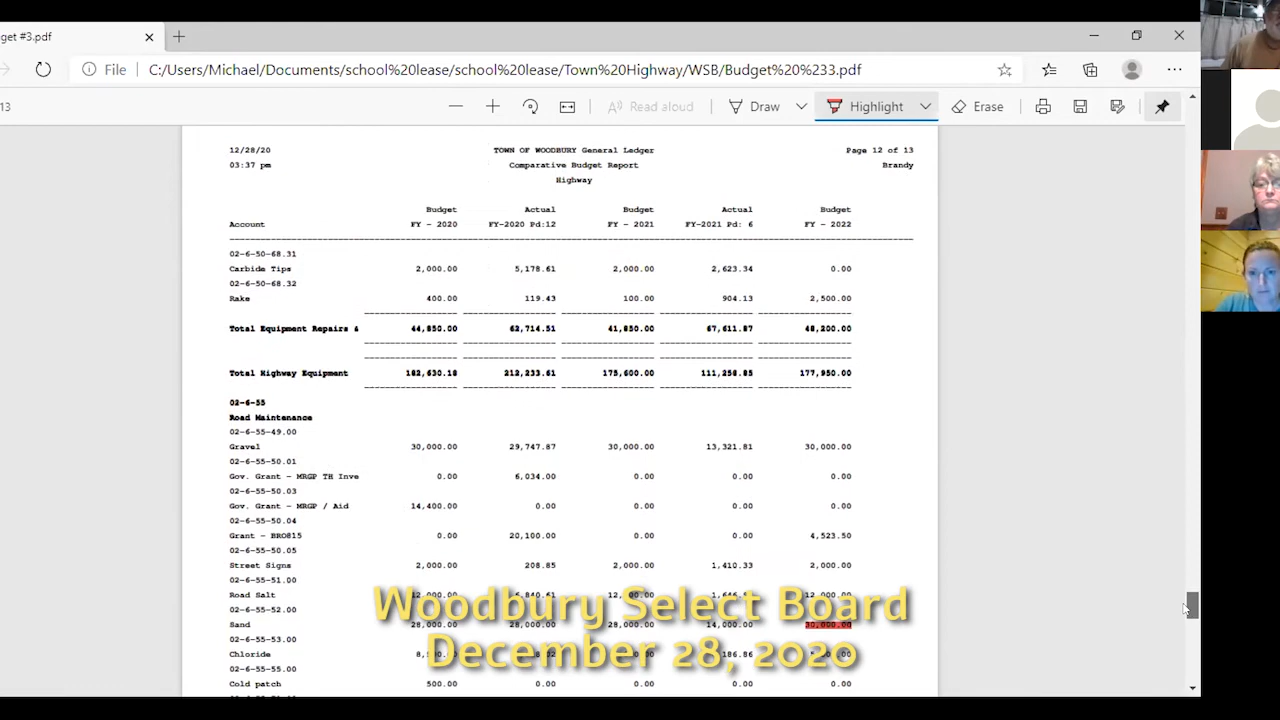 get #3.pdf
File C:/Users/Michael/Documents/school%20lease/school%20lease/Town%20Highway/WSB/Budget%20%233.pdf
13 Read aloud Draw Highlight Erase
12/28/20 TOWN OF WOODBURY General Ledger Page 12 of 13
03:37 pm Comparative Budget Report Brandy
Highway
Budget Actual Budget Actual Budget
Account FY - 2020 FY-2020 Pd:12 FY - 2021 FY-2021 Pd: 6 FY - 2022
02-6-50-68.31
Carbide Tips 2,000.00 5,178.61 2,000.00 2,623.34 0.00
02-6-50-68.32
Rake 400.00 119.43 100.00 904.13 2,500.00
Total Equipment Repairs & 44,850.00 62,714.51 41,850.00 67,611.87 48,200.00
Total Highway Equipment 182,630.18 212,233.61 175,600.00 111,258.85 177,950.00
02-6-55
Road Maintenance
02-6-55-49.00
Gravel 30,000.00 29,747.87 30,000.00 13,321.81 30,000.00
02-6-55-50.01
Gov. Grant - MRGP TH Inve 0.00 6,034.00 0.00 0.00 0.00
02-6-55-50.03
Gov. Grant - MRGP / Aid 14,400.00 0.00 0.00 0.00 0.00
02-6-55-50.04
Grant - BR0815 0.00 20,100.00 0.00 0.00 4,523.50
02-6-55-50.05
Street Signs 2,000.00 208.85 2,000.00 1,410.33 2,000.00
02-6-55-51.00
Road Salt
02-6-55-52.00
Sand 28,000.00 28,000.00 28,000.00 14,000.00 30,000.00
02-6-55-53.00
Chloride
02-6-55-55.00
Cold patch 500.00 0.00 0.00 0.00 0.00
Woodbury Select Board
December 28, 2020